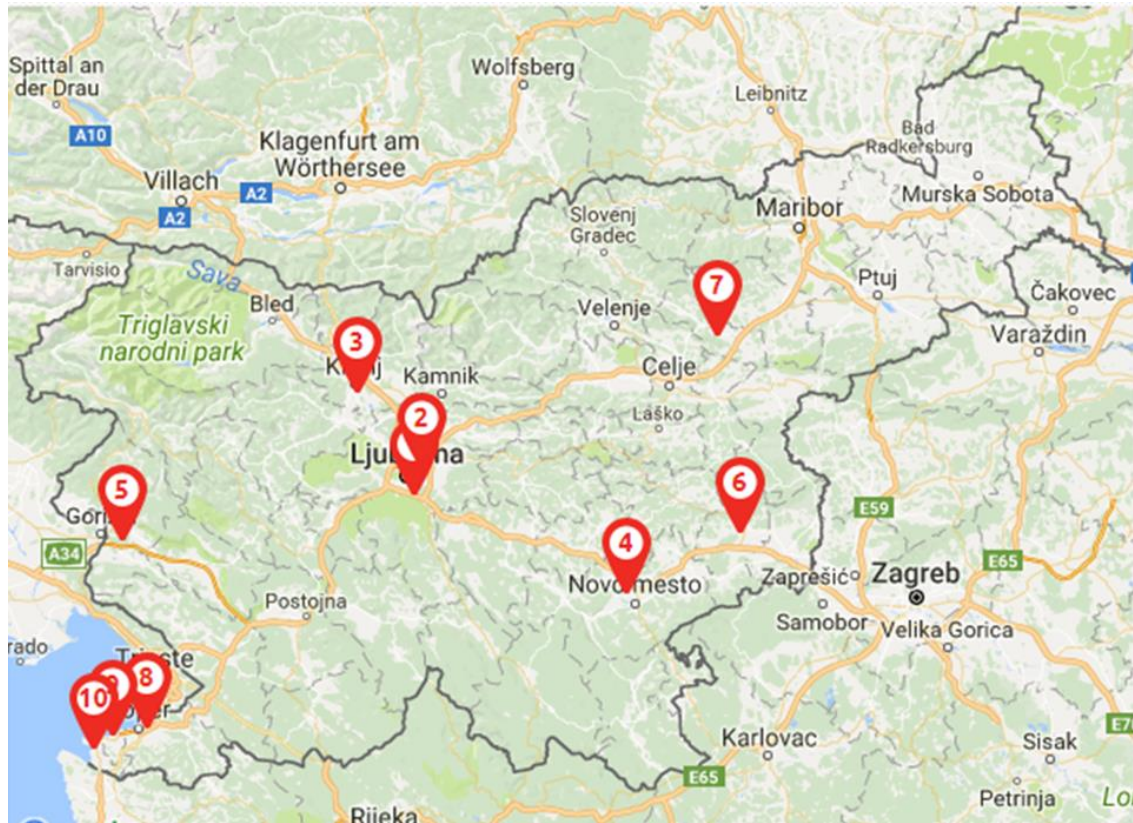 Spittal an
der Drau
Wolfsberg
Leibnitz
A10
Klagenfurt am
Wörthersee
Bad
Radkersburg
Villach
A2
A2
Murska Sobota
Slovenj
Gradec
Maribor
Tarvisio
Sava
Ptuj
7
Bled
Velenje
Čakovec
Triglavski
narodni park
3
Varaždin
Kamnik
Celje
2
Laško
5
6
E59
4
A34
E65
Novo mesto
Zaprešić
Zagreb
Postojna
Samobor
Velika Gorica
rado
8
10
Karlovac
Sisak
E65
Petrinja
Rijeka